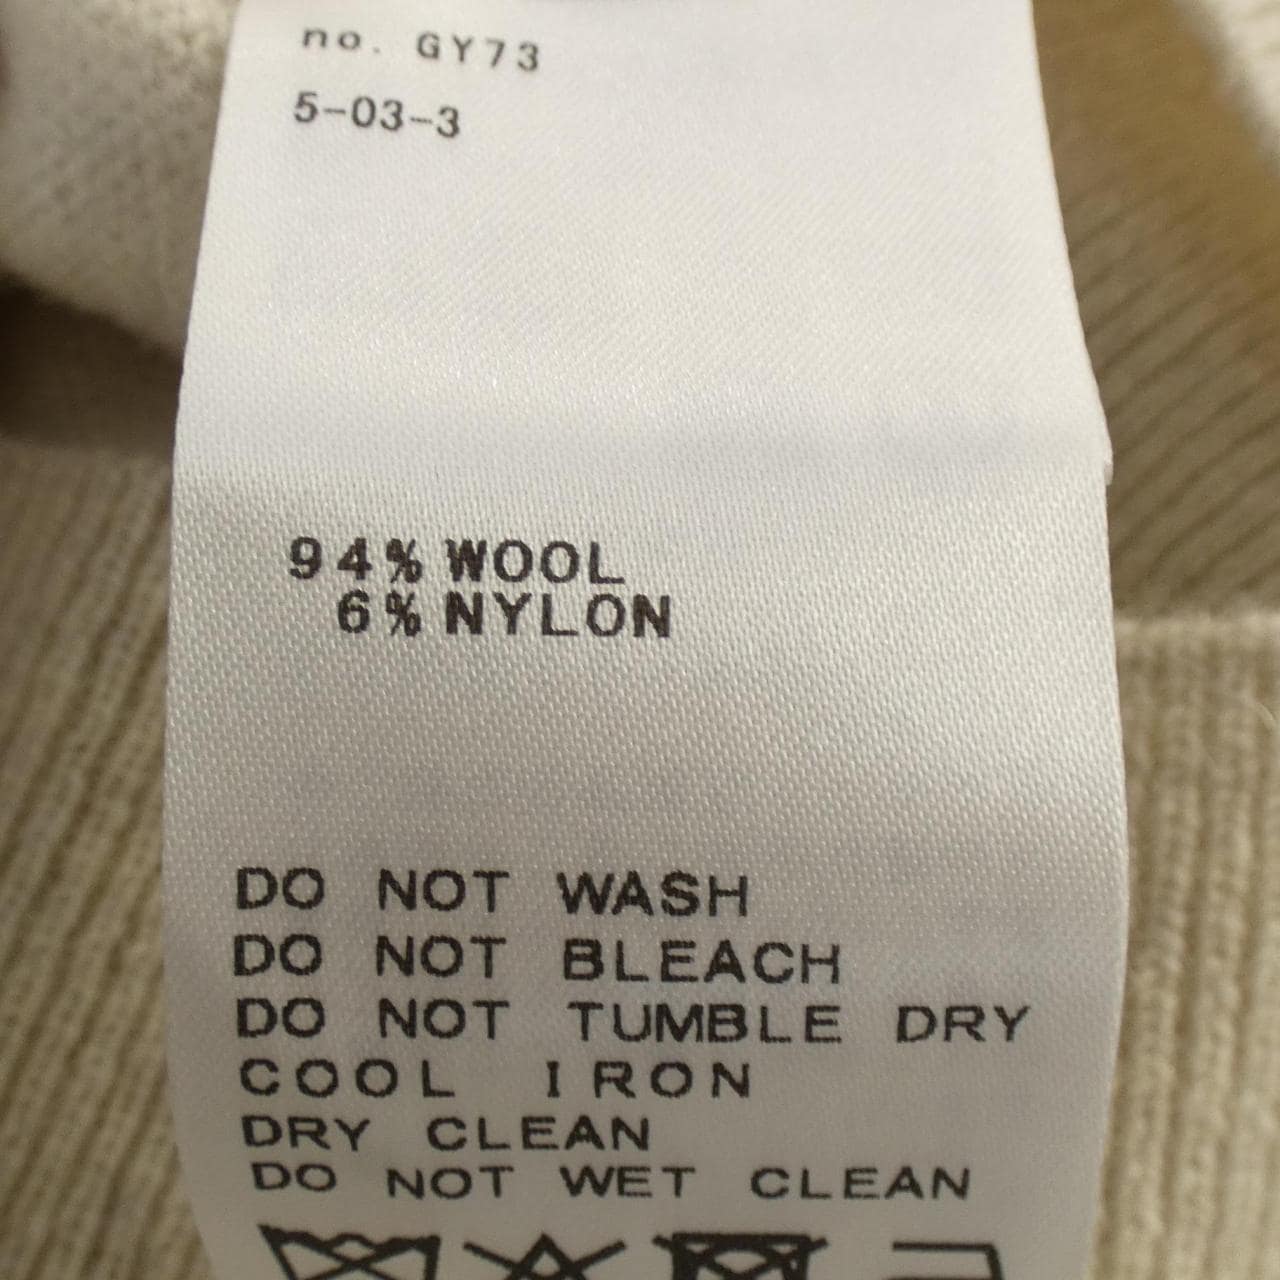 no. GY73
5-03-3
94% WOOL
6% NYLON
DO NOT WASH
DO NOT BLEACH
DO NOT TUMBLE DRY
COOL IRON
DRY CLEAN
DO NOT WET CLEAN